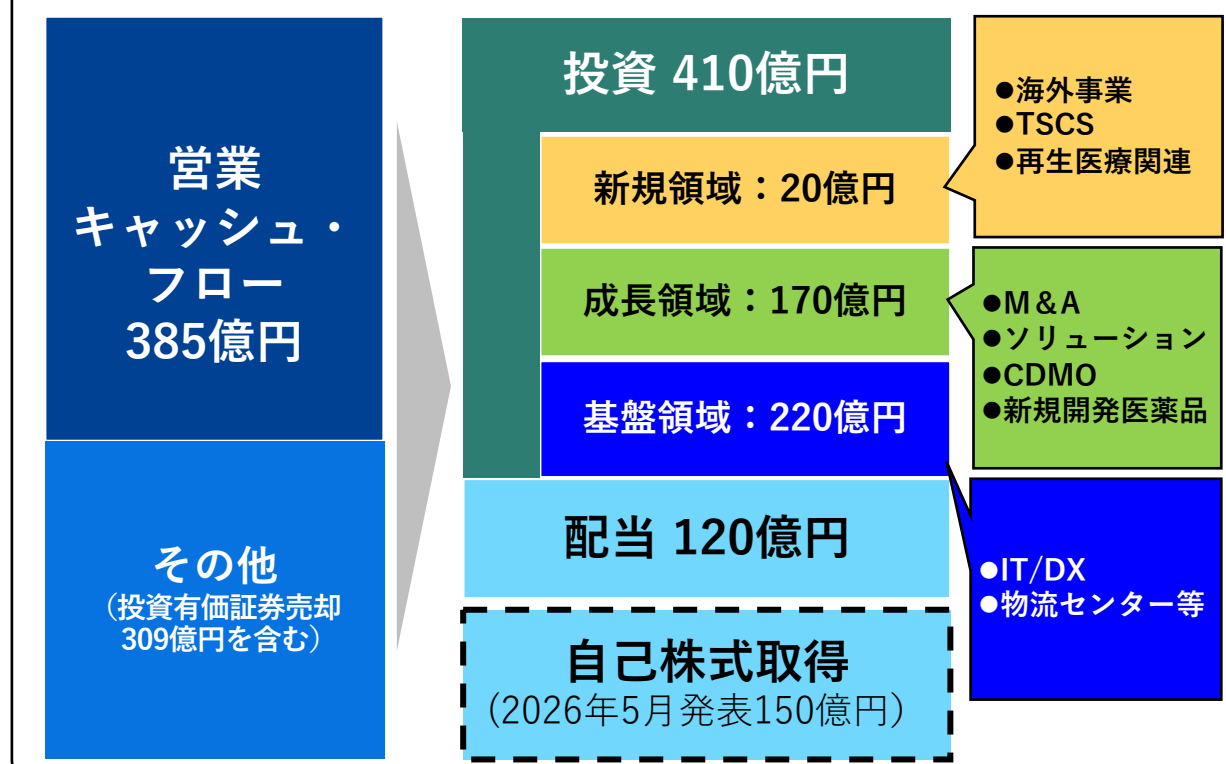 営業
キャッシュ・
フロー
385億円
その他
（投資有価証券売却
309億円を含む）
投資 410億円
新規領域：20億円
成長領域：170億円
基盤領域：220億円
配当 120億円
自己株式取得
（2026年5月発表150億円）
●海外事業
●TSCS
●再生医療関連
●M＆A
●ソリューション
●CDMO
●新規開発医薬品
●IT/DX
●物流センター等